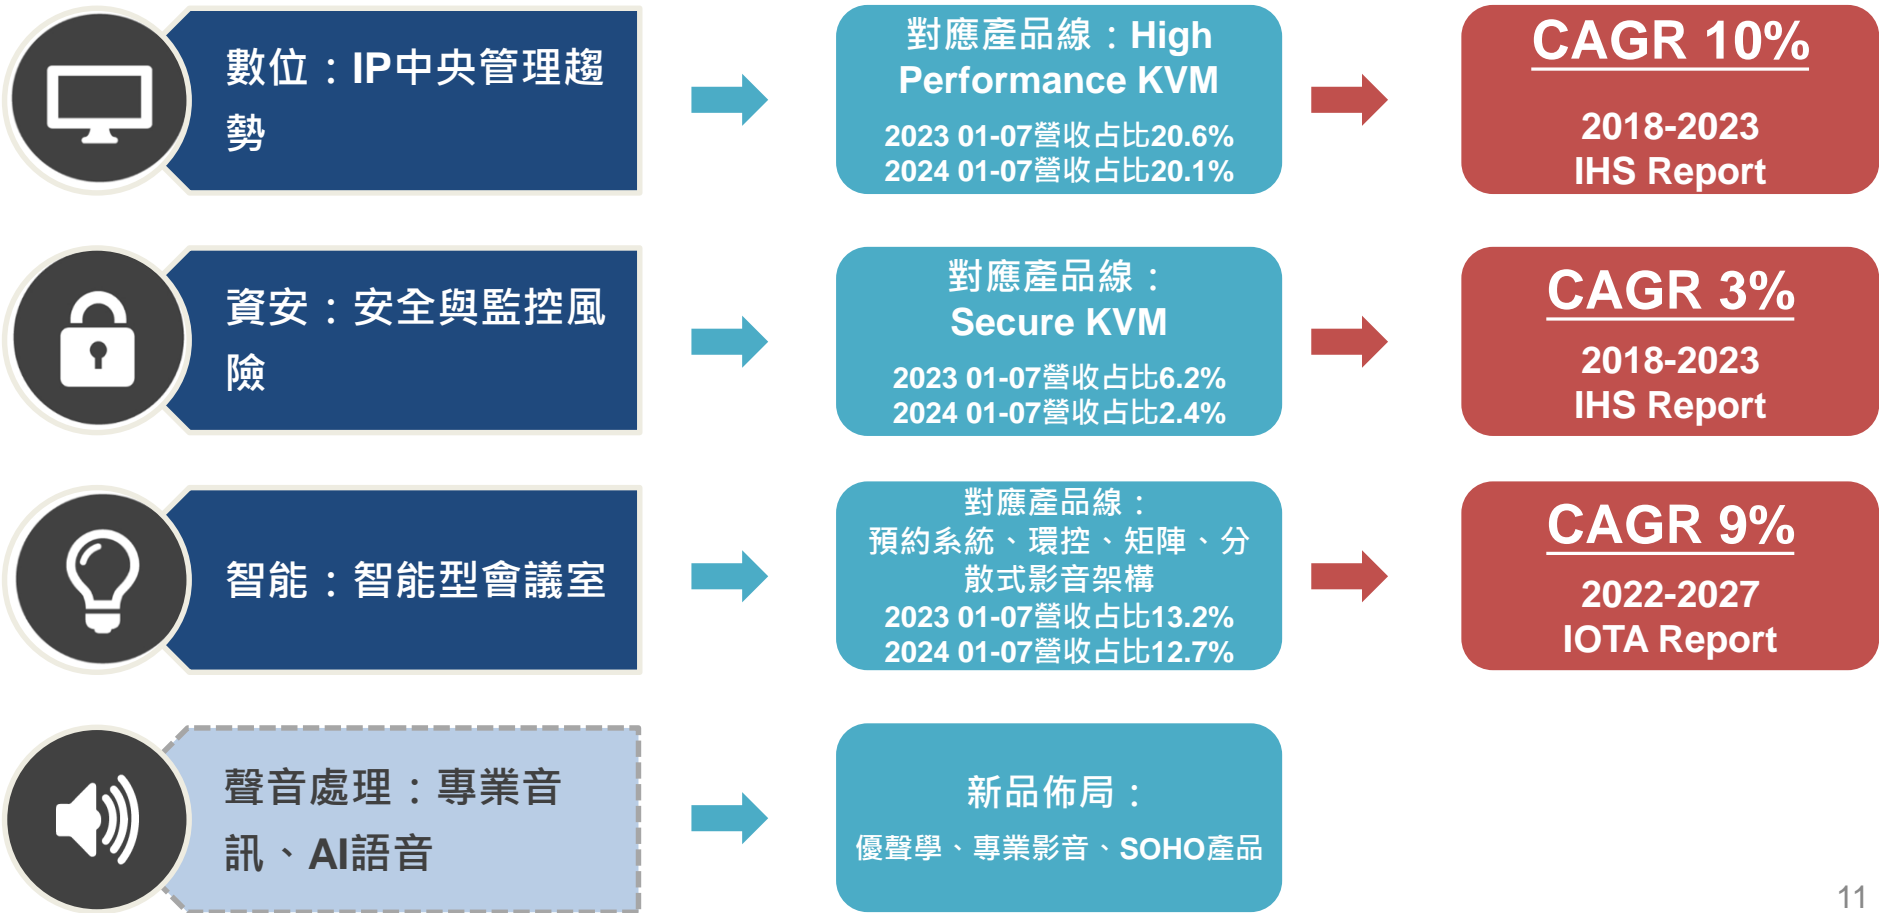 數位：IP中央管理趨
勢
對應產品線：High
Performance KVM
2023 01-07營收占比20.6%
2024 01-07營收占比20.1%
CAGR 10%
2018-2023
IHS Report
資安：安全與監控風
險
對應產品線：
Secure KVM
2023 01-07營收占比6.2%
2024 01-07營收占比2.4%
CAGR 3%
2018-2023
IHS Report
智能：智能型會議室
對應產品線：
預約系統、環控、矩陣、分
散式影音架構
2023 01-07營收占比13.2%
2024 01-07營收占比12.7%
CAGR 9%
2022-2027
IOTA Report
聲音處理：專業音
訊、AI語音
新品佈局：
優聲學、專業影音、SOHO產品
11